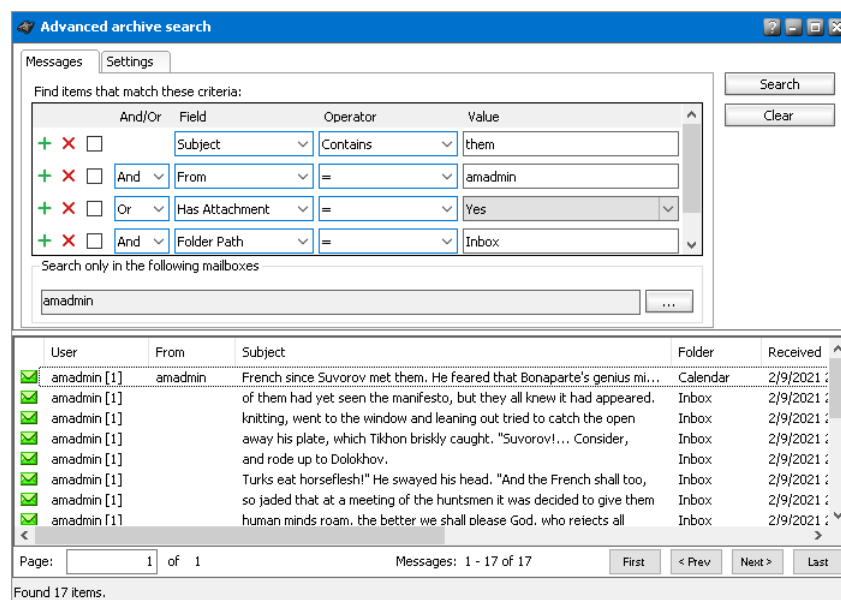 Advanced archive search
Messages Settings
Find items that match these criteria:
Search
Clear
And/Or Field Operator Value
Subject Contains them
And From = amadmin
Or Has Attachment = Yes
And Folder Path = Inbox
Search only in the following mailboxes
amadmin ...
User From Subject Folder Received
amadmin [1] amadmin French since Suvorov met them. He feared that Bonaparte's genius mi... Calendar 2/9/2021 2
amadmin [1] of them had yet seen the manifesto, but they all knew it had appeared. Inbox 2/9/2021 2
amadmin [1] knitting, went to the window and leaning out tried to catch the open Inbox 2/9/2021 2
amadmin [1] away his plate, which Tikhon briskly caught. "Suvorov!... Consider, Inbox 2/9/2021 2
amadmin [1] and rode up to Dolokhov. Inbox 2/9/2021 2
amadmin [1] Turks eat horseflesh!" He swayed his head. "And the French shall too, Inbox 2/9/2021 2
amadmin [1] so jaded that at a meeting of the huntsmen it was decided to give them Inbox 2/9/2021 2
amadmin [1] human minds roam, the better we shall please God, who rejects all Inbox 2/9/2021 2
Page: 1 of 1 Messages: 1 - 17 of 17 First < Prev Next > Last
Found 17 items.